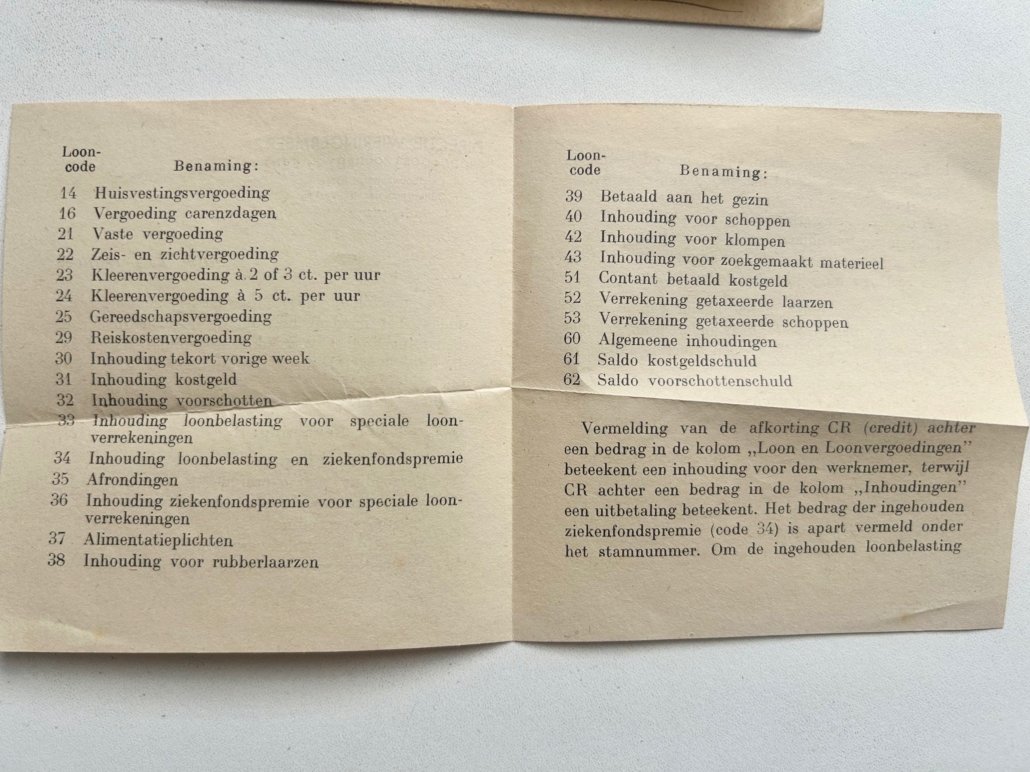 Loon-
code Benaming:
14 Huisvestingsvergoeding
16 Vergoeding carenzdagen
21 Vaste vergoeding
22 Zeis- en zichtvergoeding
23 Kleerenvergoeding à 2 of 3 ct. per uur
24 Kleerenvergoeding à 5 ct. per uur
25 Gereedschapsvergoeding
29 Reiskostenvergoeding
30 Inhouding tekort vorige week
31 Inhouding kostgeld
32 Inhouding voorschotten
33 Inhouding loonbelasting voor speciale loon-
verrekeningen
34 Inhouding loonbelasting en ziekenfondspremie
35 Afrondingen
36 Inhouding ziekenfondspremie voor speciale loon-
verrekeningen
37 Alimentatieplichten
38 Inhouding voor rubberlaarzen
Loon-
code Benaming:
39 Betaald aan het gezin
40 Inhouding voor schoppen
42 Inhouding voor klompen
43 Inhouding voor zoekgemaakt materieel
51 Contant betaald kostgeld
52 Verrekening getaxeerde laarzen
53 Verrekening getaxeerde schoppen
60 Algemeene inhoudingen
61 Saldo kostgeldschuld
62 Saldo voorschottenschuld
Vermelding van de afkorting CR (credit) achter
een bedrag in de kolom „Loon en Loonvergoedingen"
beteekent een inhouding voor den werknemer, terwijl
CR achter een bedrag in de kolom „Inhoudingen"
een uitbetaling beteekent. Het bedrag der ingehouden
ziekenfondspremie (code 34) is apart vermeld onder
het stamnummer. Om de ingehouden loonbelasting